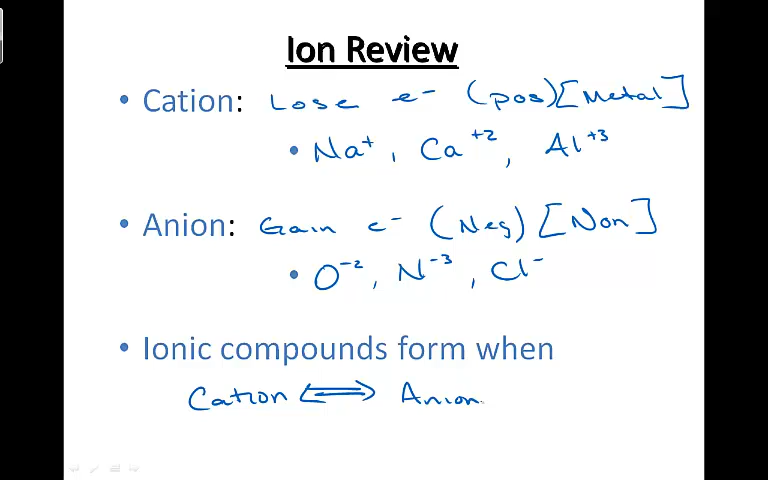 Ion Review
• Cation: Lose e⁻ (pos) [Metal]
• Na⁺, Ca⁺², Al⁺³
• Anion: Gain e⁻ (Neg) [Non]
• O⁻², N⁻³, Cl⁻
• Ionic compounds form when
Cation ⟺ Anion